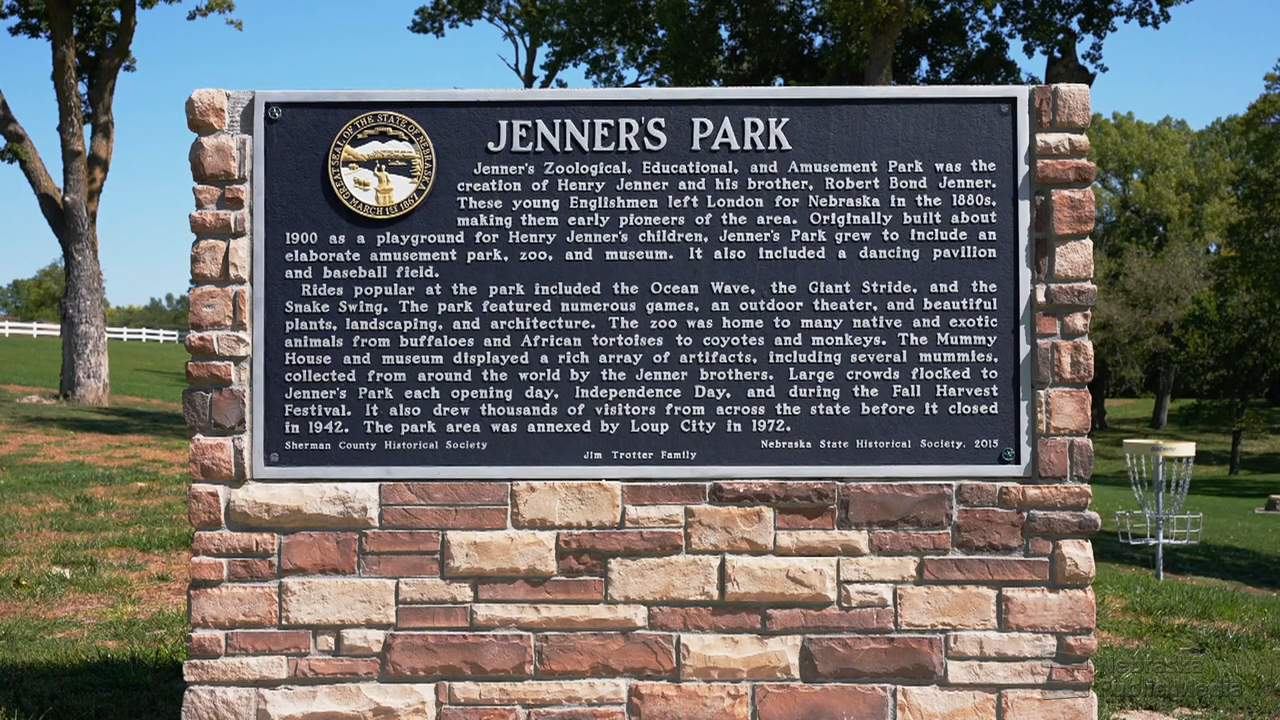 GREAT SEAL OF THE STATE OF NEBRASKA
MARCH 1ST 1867
JENNER'S PARK
Jenner's Zoological, Educational, and Amusement Park was the
creation of Henry Jenner and his brother, Robert Bond Jenner.
These young Englishmen left London for Nebraska in the 1880s,
making them early pioneers of the area. Originally built about
1900 as a playground for Henry Jenner's children, Jenner's Park grew to include an
elaborate amusement park, zoo, and museum. It also included a dancing pavilion
and baseball field.
Rides popular at the park included the Ocean Wave, the Giant Stride, and the
Snake Swing. The park featured numerous games, an outdoor theater, and beautiful
plants, landscaping, and architecture. The zoo was home to many native and exotic
animals from buffaloes and African tortoises to coyotes and monkeys. The Mummy
House and museum displayed a rich array of artifacts, including several mummies,
collected from around the world by the Jenner brothers. Large crowds flocked to
Jenner's Park each opening day, Independence Day, and during the Fall Harvest
Festival. It also drew thousands of visitors from across the state before it closed
in 1942. The park area was annexed by Loup City in 1972.
Sherman County Historical Society
Jim Trotter Family
Nebraska State Historical Society, 2015
Nebraska
Public Media